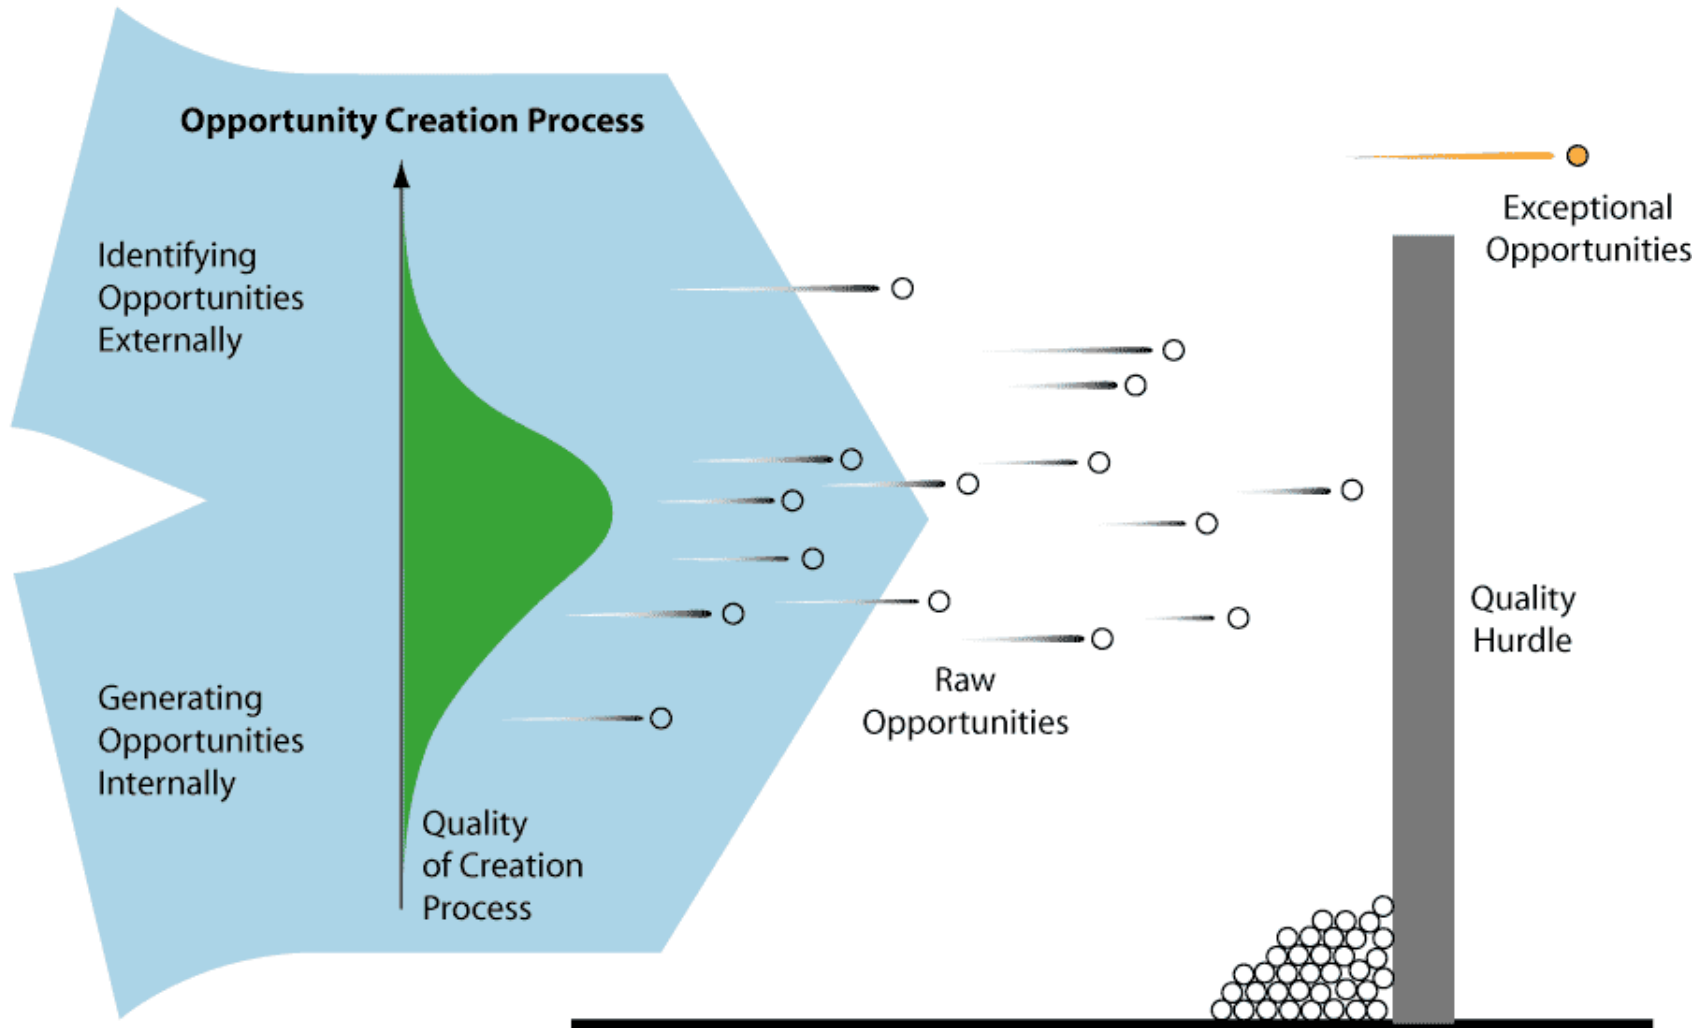 Opportunity Creation Process
Identifying
Opportunities
Externally
Generating
Opportunities
Internally
Quality
of Creation
Process
Raw
Opportunities
Exceptional
Opportunities
Quality
Hurdle